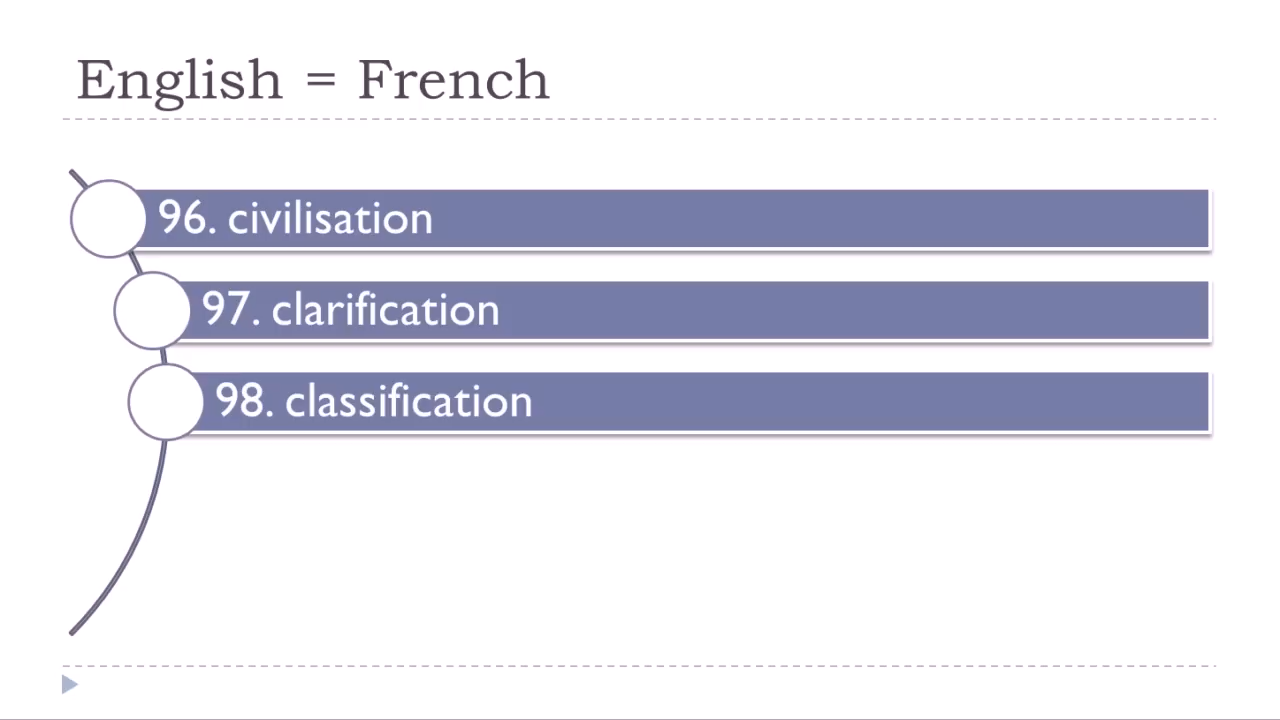 English = French
96. civilisation
97. clarification
98. classification